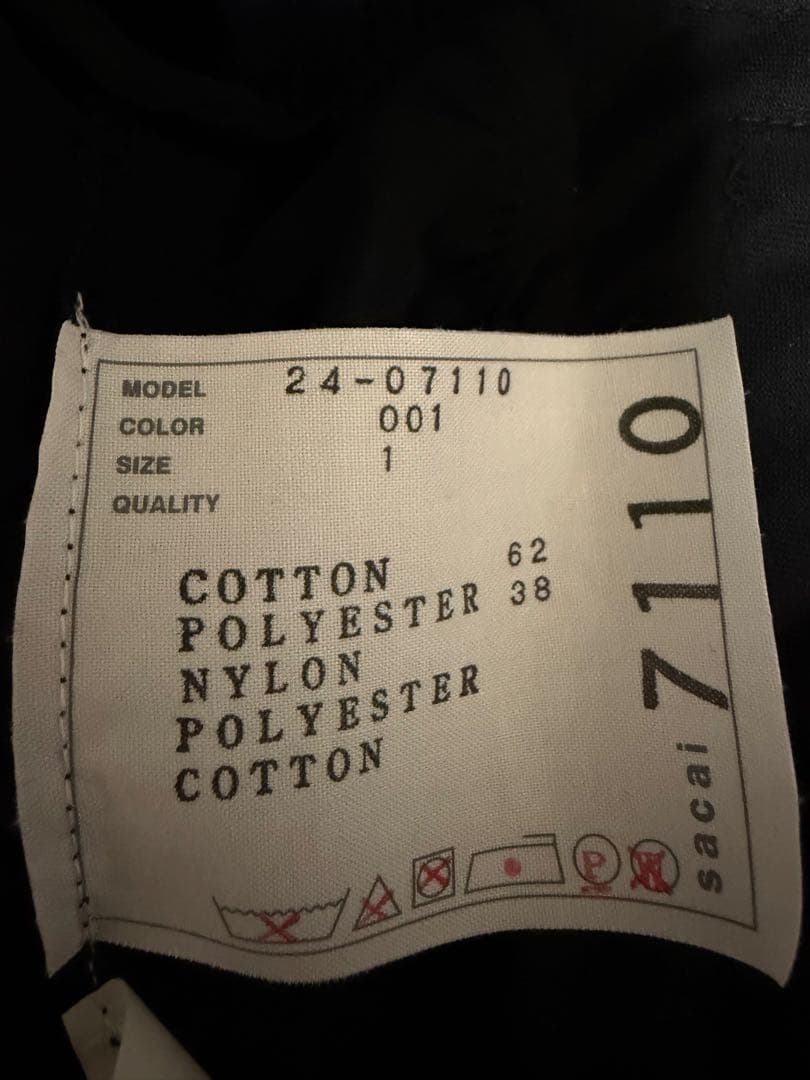 MODEL 24-07110
COLOR 001
SIZE 1
QUALITY
COTTON 62
POLYESTER 38
NYLON
POLYESTER
COTTON
P
W
sacai 7110